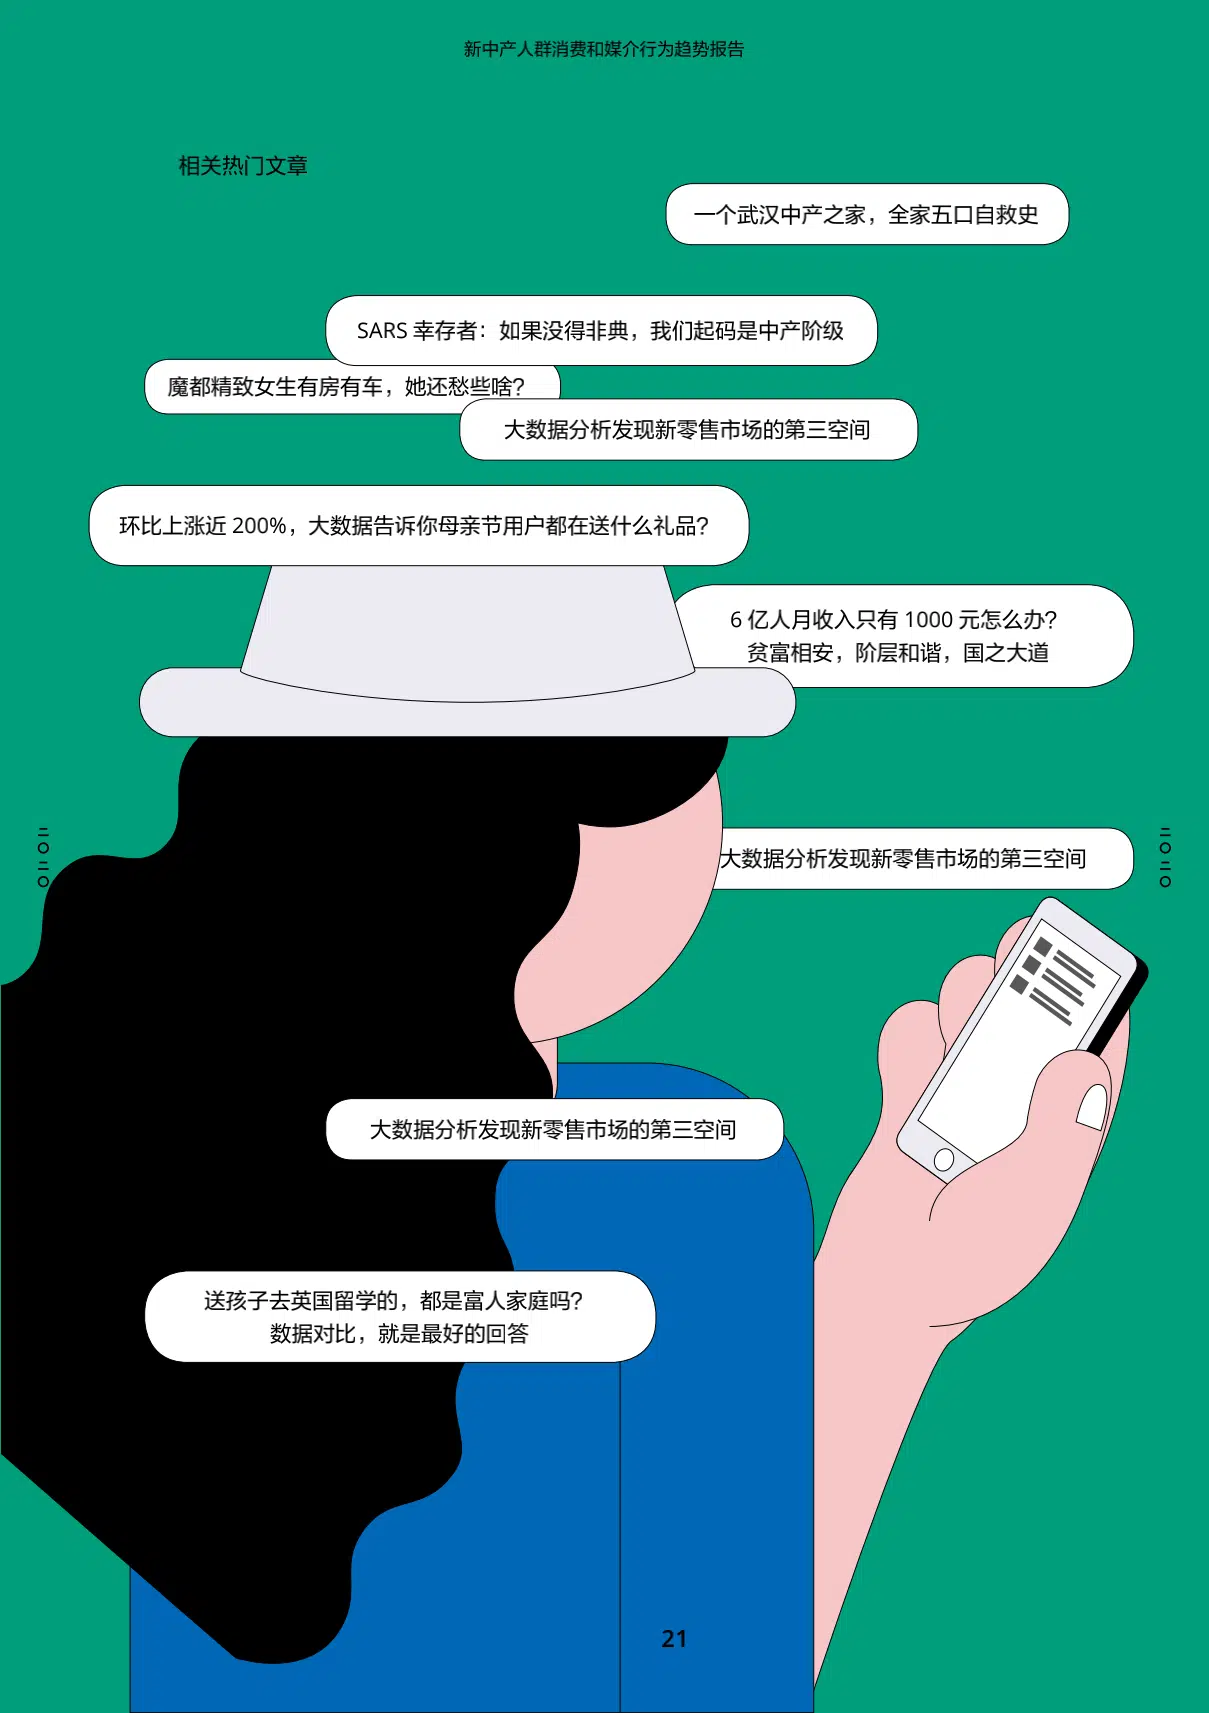 新中产人群消费和媒介行为趋势报告
相关热门文章
一个武汉中产之家，全家五口自救史
SARS 幸存者：如果没得非典，我们起码是中产阶级
魔都精致女生有房有车，她还愁些啥？
大数据分析发现新零售市场的第三空间
环比上涨近 200%，大数据告诉你母亲节用户都在送什么礼品？
6 亿人月收入只有 1000 元怎么办？
贫富相安，阶层和谐，国之大道
二〇二〇
二〇二〇
大数据分析发现新零售市场的第三空间
大数据分析发现新零售市场的第三空间
送孩子去英国留学的，都是富人家庭吗？
数据对比，就是最好的回答
21